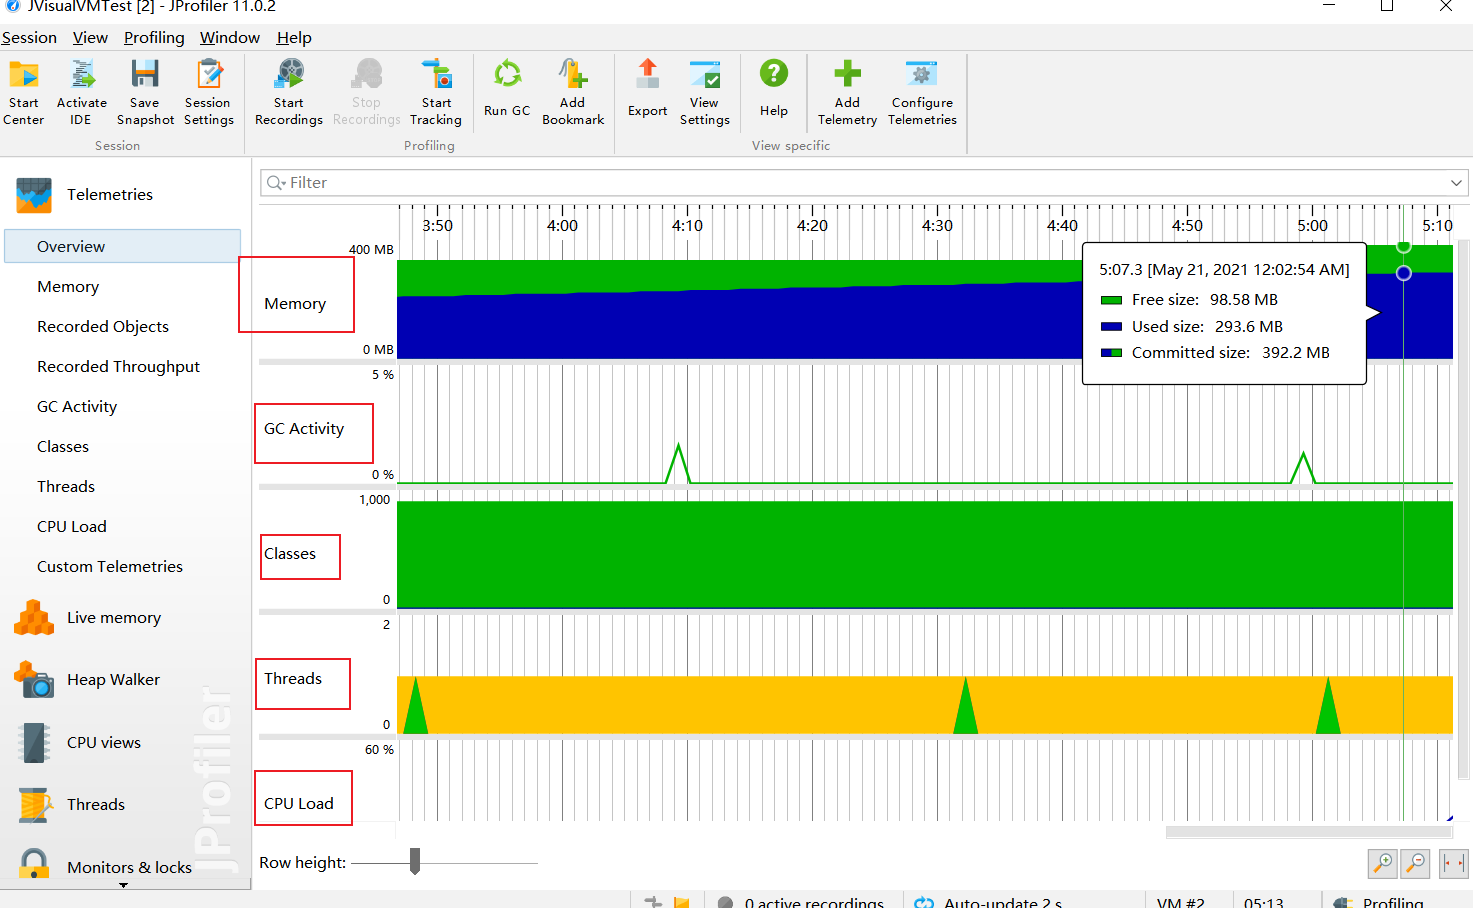 JVisualVMTest [2] - JProfiler 11.0.2
Session View Profiling Window Help
Start Center
Activate IDE
Save Snapshot
Session Settings
Start Recordings
Stop Recordings
Start Tracking
Run GC
Add Bookmark
Export
View Settings
Help
Add Telemetry
Configure Telemetries
Session
Profiling
View specific
Telemetries
Overview
Memory
Recorded Objects
Recorded Throughput
GC Activity
Classes
Threads
CPU Load
Custom Telemetries
Live memory
Heap Walker
CPU views
Threads
Monitors & locks
JProfiler
Filter
3:50 4:00 4:10 4:20 4:30 4:40 4:50 5:00 5:10
400 MB
Memory
0 MB
5:07.3 [May 21, 2021 12:02:54 AM]
Free size: 98.58 MB
Used size: 293.6 MB
Committed size: 392.2 MB
5 %
GC Activity
0 %
1,000
Classes
0
2
Threads
0
60 %
CPU Load
Row height:
0 active recordings
Auto-update 2 s
VM #2
05:13
Profiling